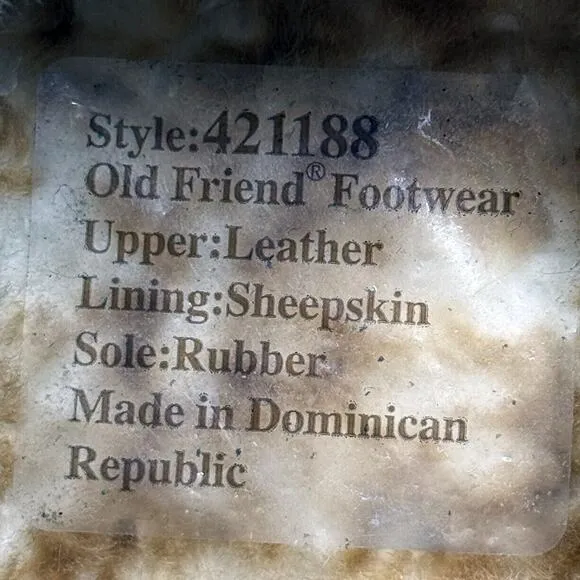 Style:421188
Old Friend® Footwear
Upper:Leather
Lining:Sheepskin
Sole:Rubber
Made in Dominican
Republic